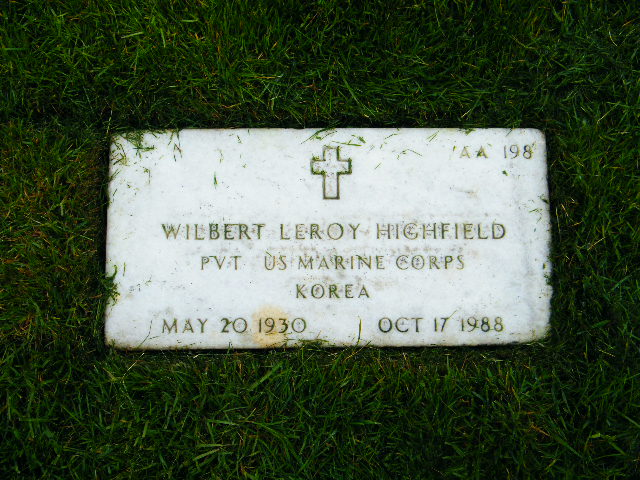 AA 198
WILBERT LEROY HIGHFIELD
PVT US MARINE CORPS
KOREA
MAY 20 1930 OCT 17 1988